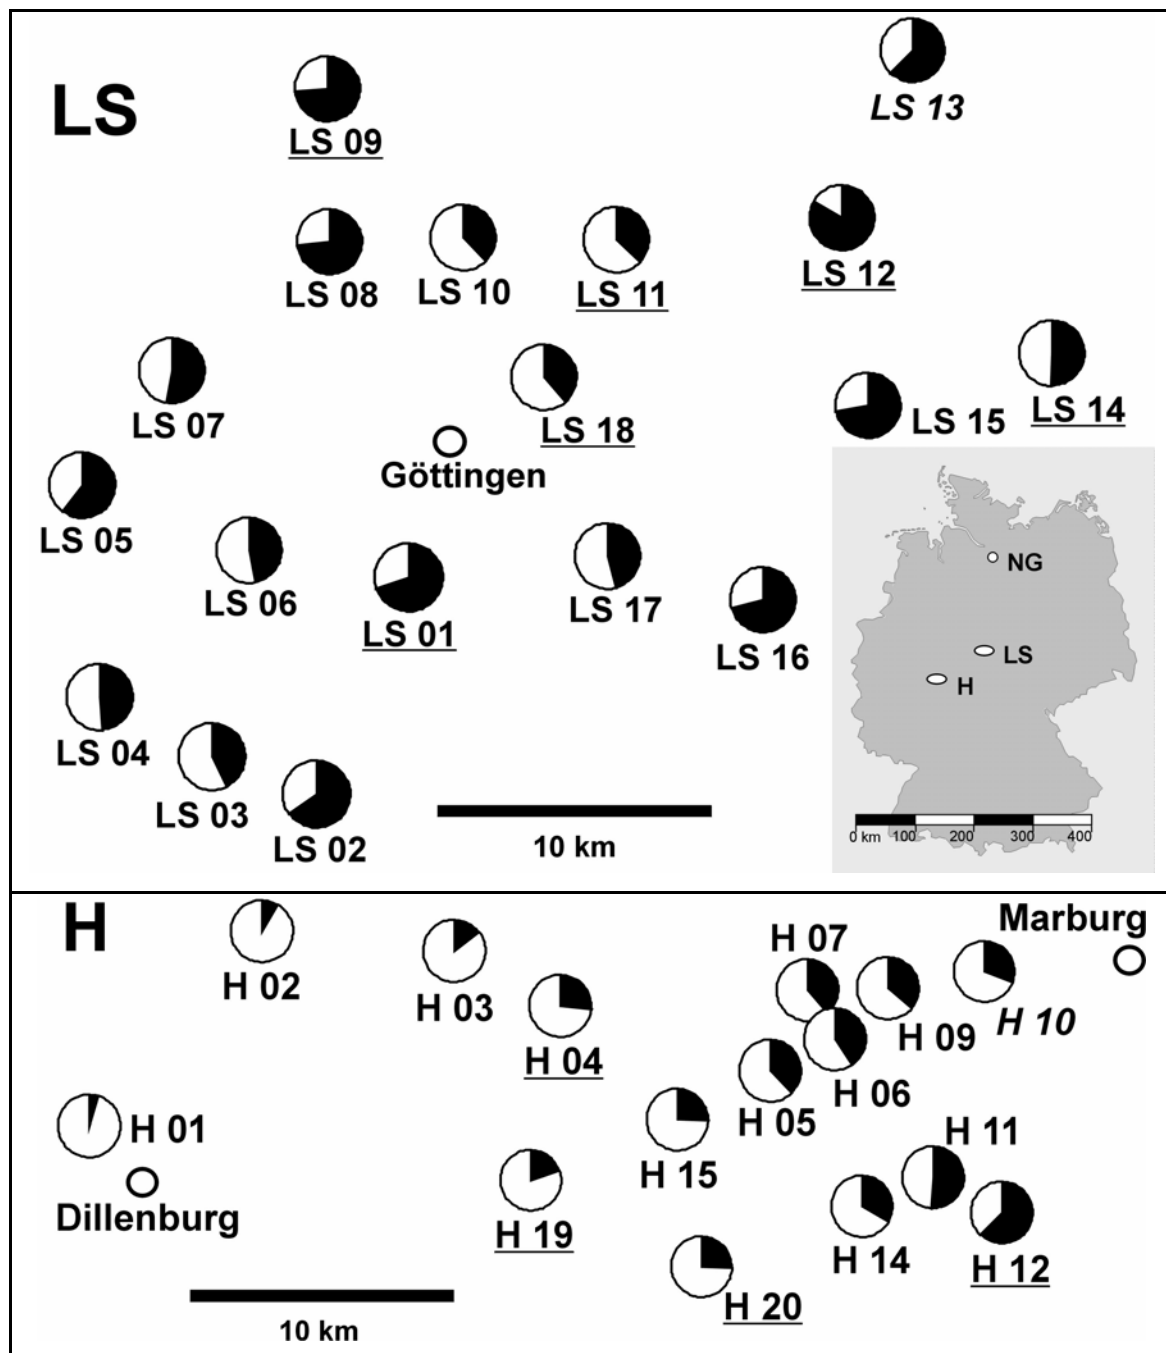 LS
LS 13
LS 09
LS 08
LS 10
LS 11
LS 12
LS 07
LS 18
LS 15
LS 14
Göttingen
LS 05
LS 06
LS 01
LS 17
LS 16
LS 04
LS 03
LS 02
10 km
NG
LS
H
0 km 100 200 300 400
H
Marburg
H 07
H 02
H 03
H 04
H 09
H 10
H 06
H 05
H 01
H 11
H 15
Dillenburg
H 19
H 14
H 12
H 20
10 km